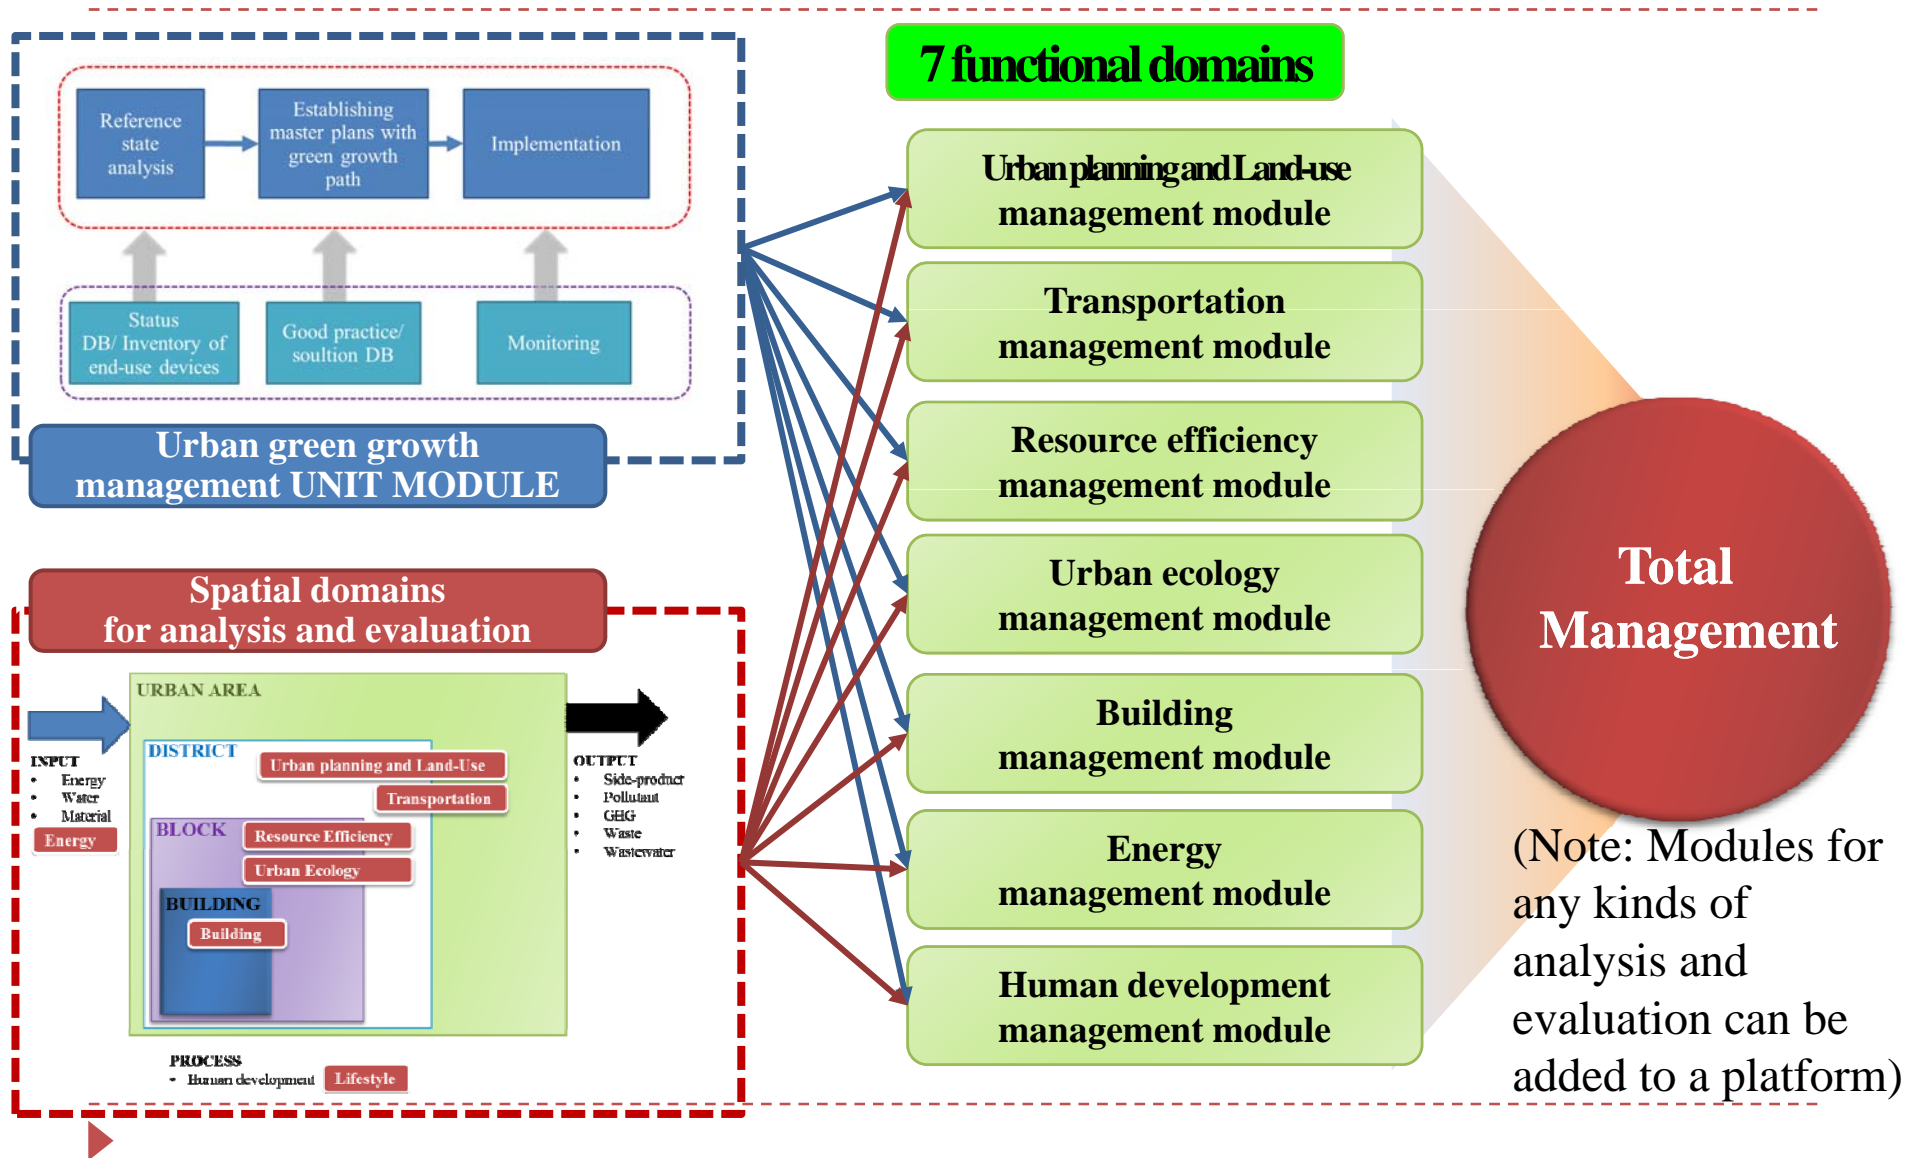 7 functional domains
Reference
state
analysis
Establishing
master plans with
green growth
path
Implementation
Status
DB/ Inventory of
end-use devices
Good practice/
soultion DB
Monitoring
Urban green growth
management UNIT MODULE
Spatial domains
for analysis and evaluation
URBAN AREA
DISTRICT
Urban planning and Land-Use
Transportation
BLOCK
Resource Efficiency
Urban Ecology
BUILDING
Building
INPUT
• Energy
• Water
• Material
Energy
OUTPUT
• Side-product
• Pollutant
• GHG
• Waste
• Wastewater
PROCESS
• Human development
Lifestyle
Urban planning and Land-use
management module
Transportation
management module
Resource efficiency
management module
Urban ecology
management module
Building
management module
Energy
management module
Human development
management module
Total
Management
(Note: Modules for
any kinds of
analysis and
evaluation can be
added to a platform)